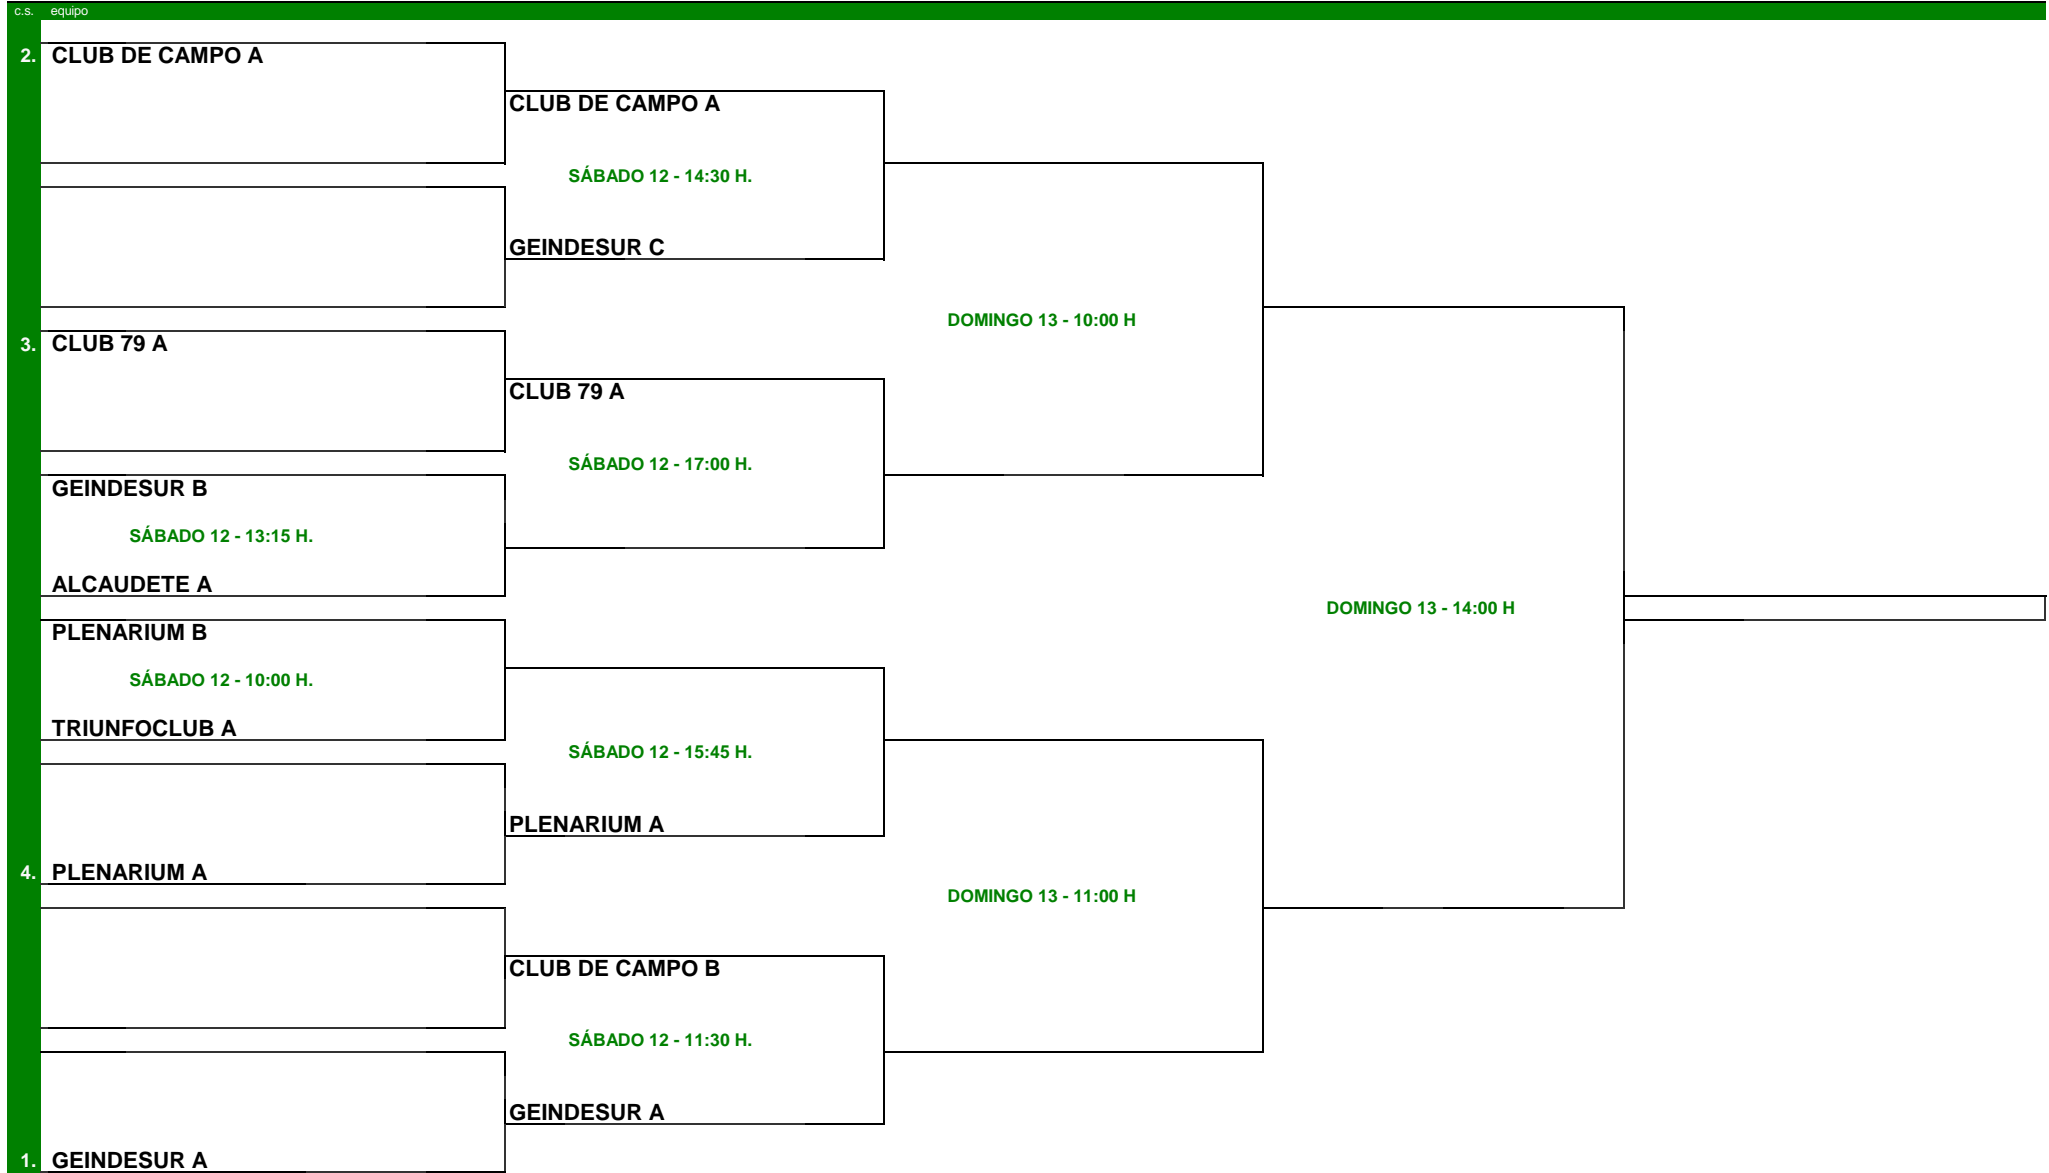 c.s. equipo
2. CLUB DE CAMPO A
CLUB DE CAMPO A
SÁBADO 12 - 14:30 H.
GEINDESUR C
DOMINGO 13 - 10:00 H
3. CLUB 79 A
CLUB 79 A
SÁBADO 12 - 17:00 H.
GEINDESUR B
SÁBADO 12 - 13:15 H.
ALCAUDETE A
DOMINGO 13 - 14:00 H
PLENARIUM B
SÁBADO 12 - 10:00 H.
TRIUNFOCLUB A
SÁBADO 12 - 15:45 H.
PLENARIUM A
4. PLENARIUM A
DOMINGO 13 - 11:00 H
CLUB DE CAMPO B
SÁBADO 12 - 11:30 H.
GEINDESUR A
1. GEINDESUR A